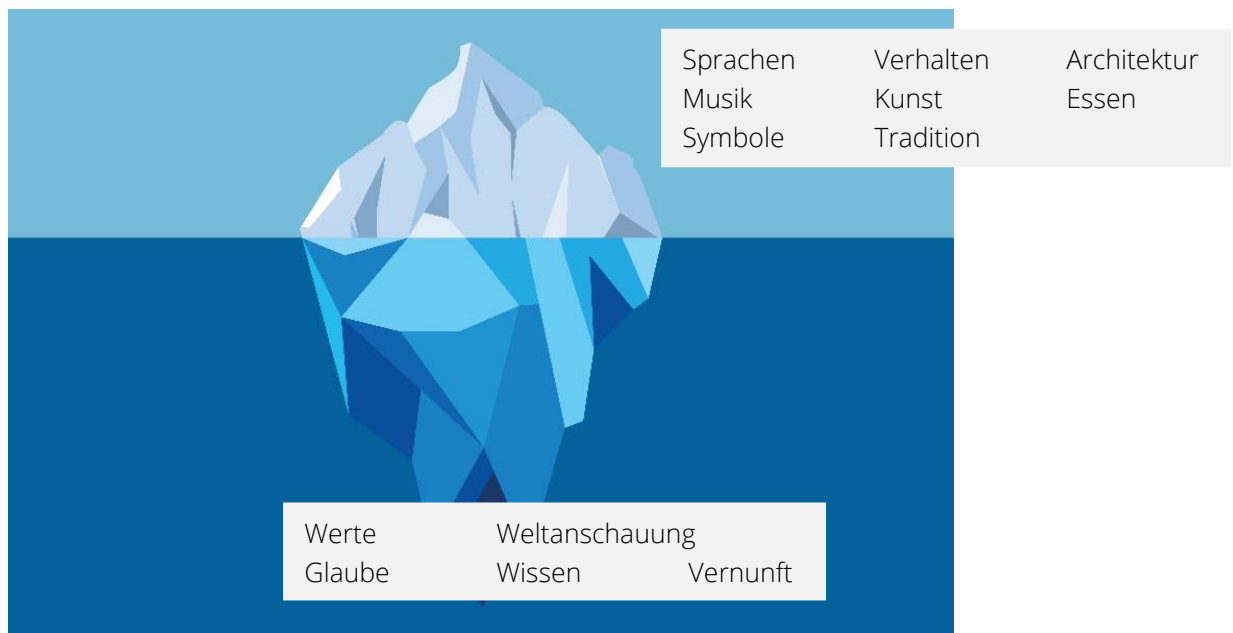 Sprachen Verhalten Architektur
Musik Kunst Essen
Symbole Tradition
Werte Weltanschauung
Glaube Wissen Vernunft